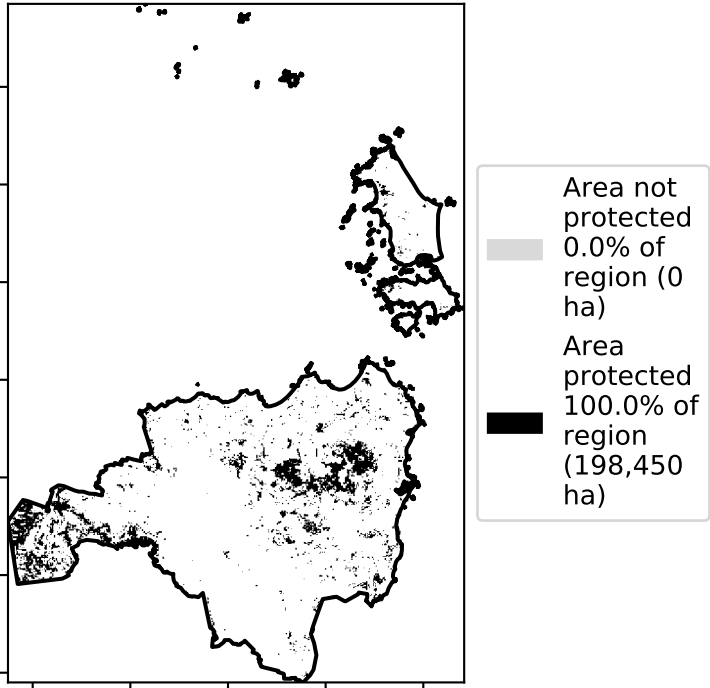 Area not
protected
0.0% of
region (0
ha)
Area
protected
100.0% of
region
(198,450
ha)